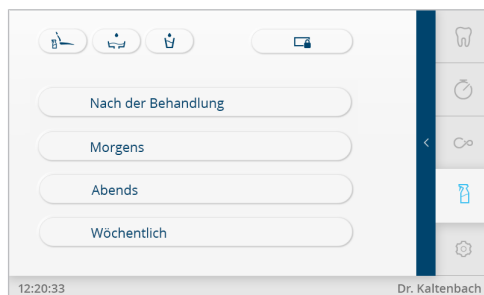 Nach der Behandlung
Morgens
Abends
Wöchentlich
12:20:33 Dr. Kaltenbach